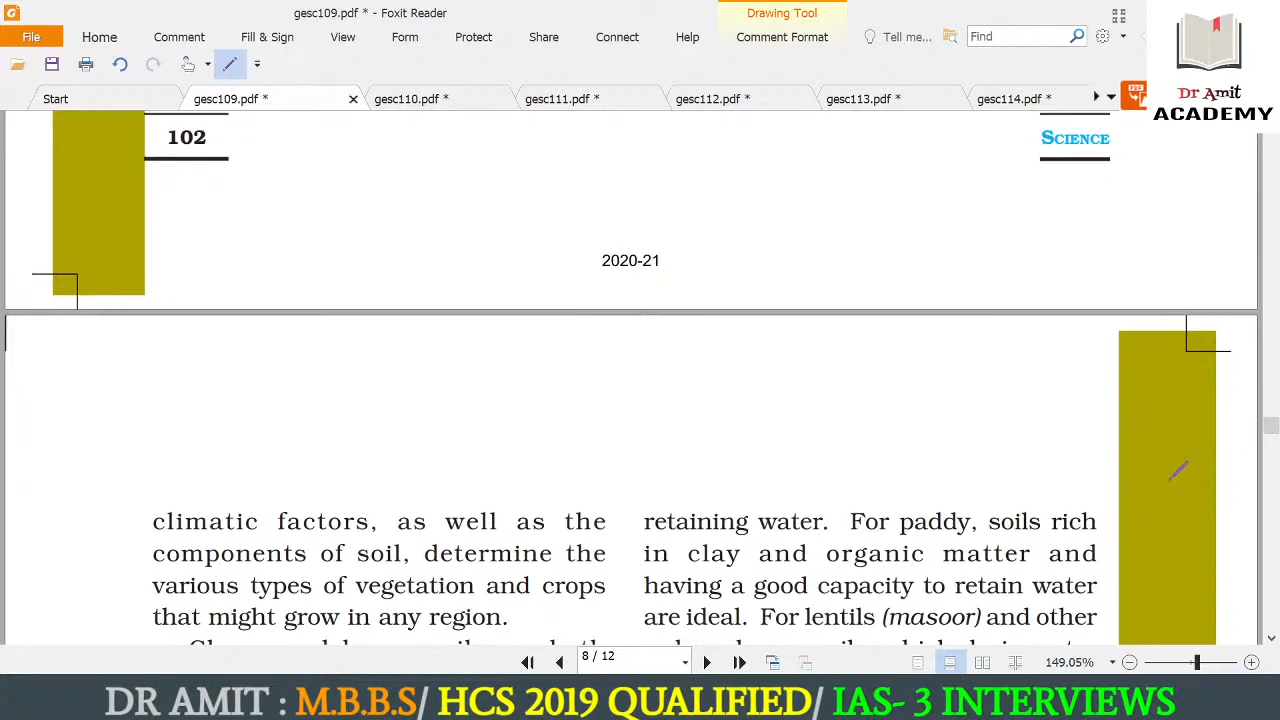 gesc109.pdf * - Foxit Reader
Drawing Tool
File
Home
Comment
Fill & Sign
View
Form
Protect
Share
Connect
Help
Comment Format
Tell me...
Find
Start
gesc109.pdf *
gesc110.pdf *
gesc111.pdf *
gesc112.pdf *
gesc113.pdf *
gesc114.pdf *
Dr Amit
ACADEMY
102
SCIENCE
2020-21
climatic factors, as well as the
components of soil, determine the
various types of vegetation and crops
that might grow in any region.
retaining water. For paddy, soils rich
in clay and organic matter and
having a good capacity to retain water
are ideal. For lentils (masoor) and other
8 / 12
149.05%
DR AMIT : M.B.B.S/ HCS 2019 QUALIFIED/ IAS- 3 INTERVIEWS